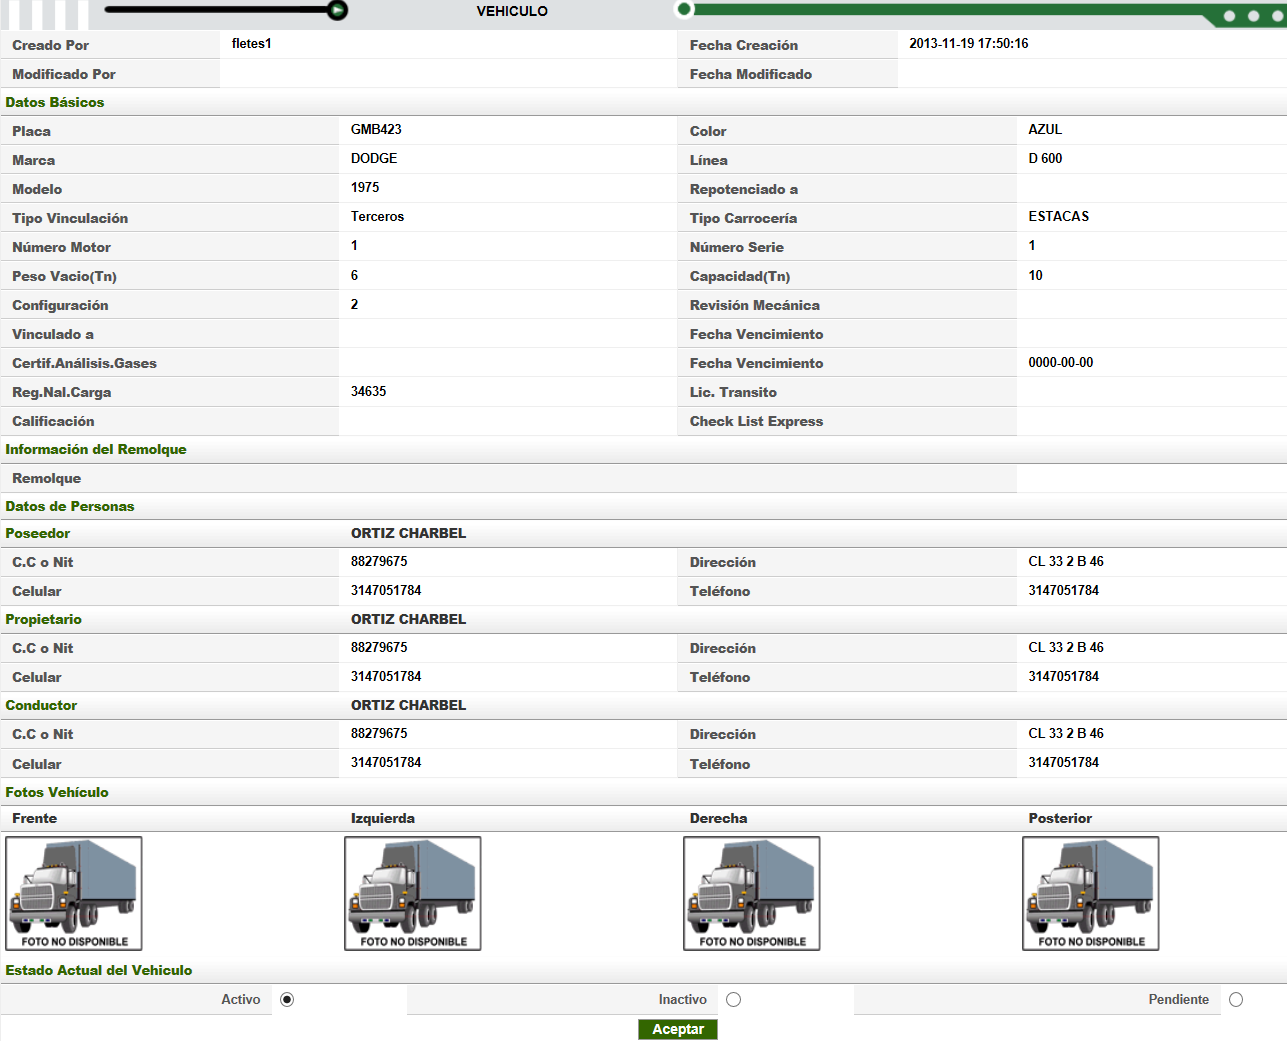 VEHICULO
Creado Por fletes1 Fecha Creación 2013-11-19 17:50:16
Modificado Por Fecha Modificado
Datos Básicos
Placa GMB423 Color AZUL
Marca DODGE Línea D 600
Modelo 1975 Repotenciado a
Tipo Vinculación Terceros Tipo Carrocería ESTACAS
Número Motor 1 Número Serie 1
Peso Vacio(Tn) 6 Capacidad(Tn) 10
Configuración 2 Revisión Mecánica
Vinculado a Fecha Vencimiento
Certif.Análisis.Gases Fecha Vencimiento 0000-00-00
Reg.Nal.Carga 34635 Lic. Transito
Calificación Check List Express
Información del Remolque
Remolque
Datos de Personas
Poseedor ORTIZ CHARBEL
C.C o Nit 88279675 Dirección CL 33 2 B 46
Celular 3147051784 Teléfono 3147051784
Propietario ORTIZ CHARBEL
C.C o Nit 88279675 Dirección CL 33 2 B 46
Celular 3147051784 Teléfono 3147051784
Conductor ORTIZ CHARBEL
C.C o Nit 88279675 Dirección CL 33 2 B 46
Celular 3147051784 Teléfono 3147051784
Fotos Vehículo
Frente Izquierda Derecha Posterior
FOTO NO DISPONIBLE FOTO NO DISPONIBLE FOTO NO DISPONIBLE FOTO NO DISPONIBLE
Estado Actual del Vehiculo
Activo Inactivo Pendiente
Aceptar